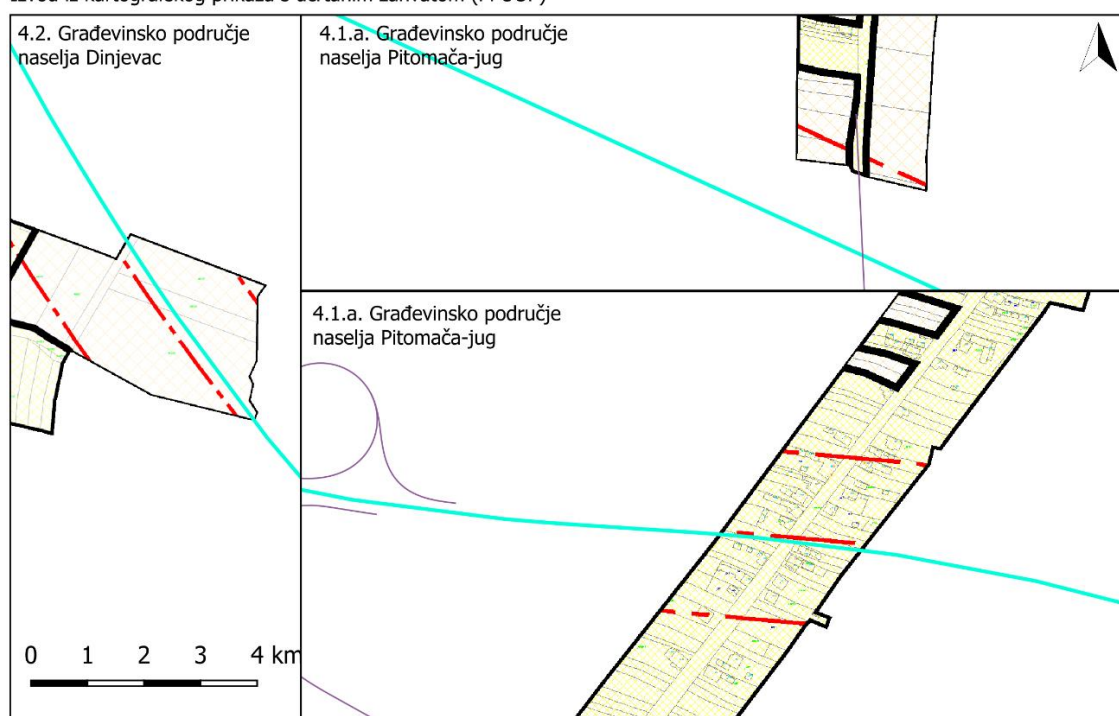 4.2. Građevinsko područje
naselja Dinjevac
4.1.a. Građevinsko područje
naselja Pitomača-jug
4.1.a. Građevinsko područje
naselja Pitomača-jug
0 1 2 3 4 km